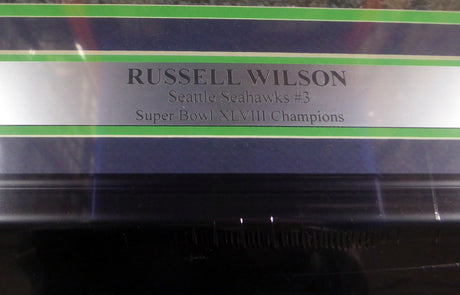 RUSSELL WILSON
Seattle Seahawks #3
Super Bowl XLVIII Champions